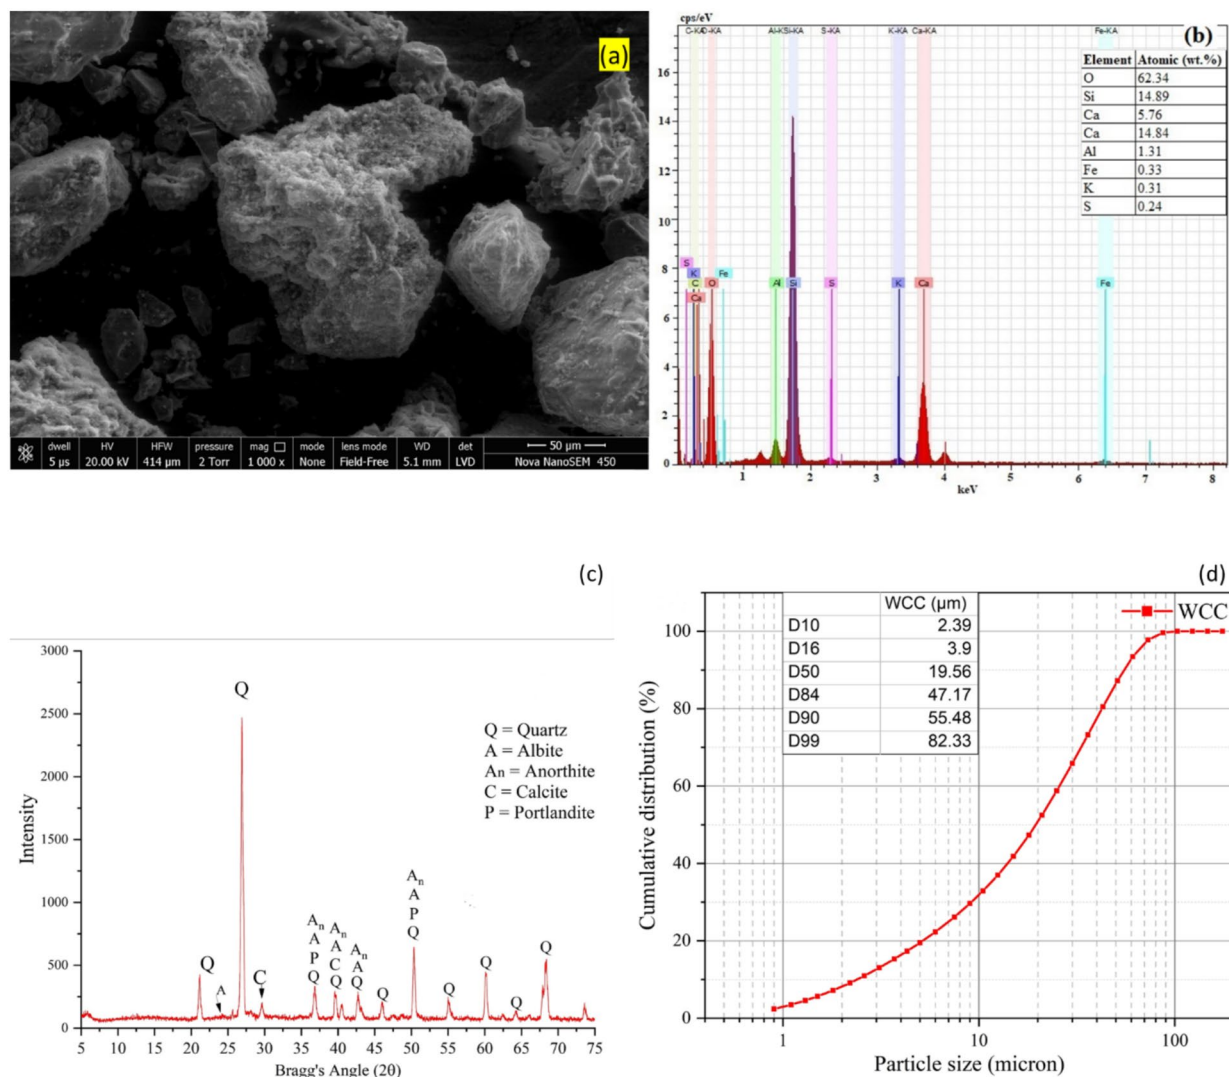 (a)
dwell HV HFW pressure mag mode lens mode WD det 50 µm
5 µs 20.00 kV 414 µm 2 Torr 1 000 x None Field-Free 5.1 mm LVD Nova NanoSEM 450
cps/eV
C-KA O-KA Al-K Si-KA S-KA K-KA Ca-KA Fe-KA
(b)
Element Atomic (wt.%)
O 62.34
Si 14.89
Ca 5.76
Ca 14.84
Al 1.31
Fe 0.33
K 0.31
S 0.24
16
14
12
10
8
6
4
2
0
S
K Fe
C O Al Si S K Ca Fe
Ca
1 2 3 4 5 6 7 8
keV
(c)
3000
2500
2000
1500
1000
500
0
Intensity
Q
A
Q
C
An
A
P
Q
An
A
C
Q
An
A
Q
Q
An
A
P
Q
Q
Q
Q
Q
Q = Quartz
A = Albite
An = Anorthite
C = Calcite
P = Portlandite
5 10 15 20 25 30 35 40 45 50 55 60 65 70 75
Bragg's Angle (2θ)
(d)
WCC (µm)
D10 2.39
D16 3.9
D50 19.56
D84 47.17
D90 55.48
D99 82.33
WCC
100
80
60
40
20
0
Cumulative distribution (%)
1 10 100
Particle size (micron)